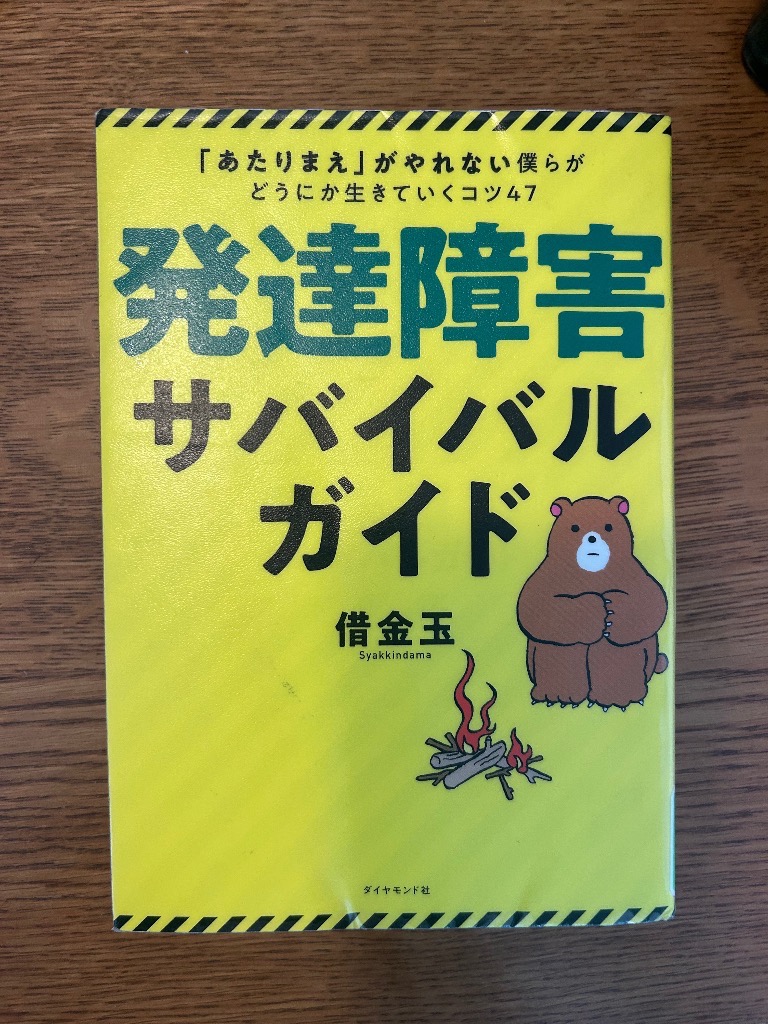 「あたりまえ」がやれない僕らが
どうにか生きていくコツ47
発達障害
サバイバル
ガイド
借金玉
Syakkindama
ダイヤモンド社